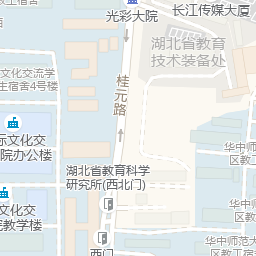 光彩大院
长江传媒大厦
湖北省教育
技术装备处
文化交流学
生宿舍4号楼
桂元路
际文化交
院办公楼
湖北省教育科学
研究所(西北门)
文化交
院教学楼
华中师
区教工宿
华中师范大
区教工宿
西门